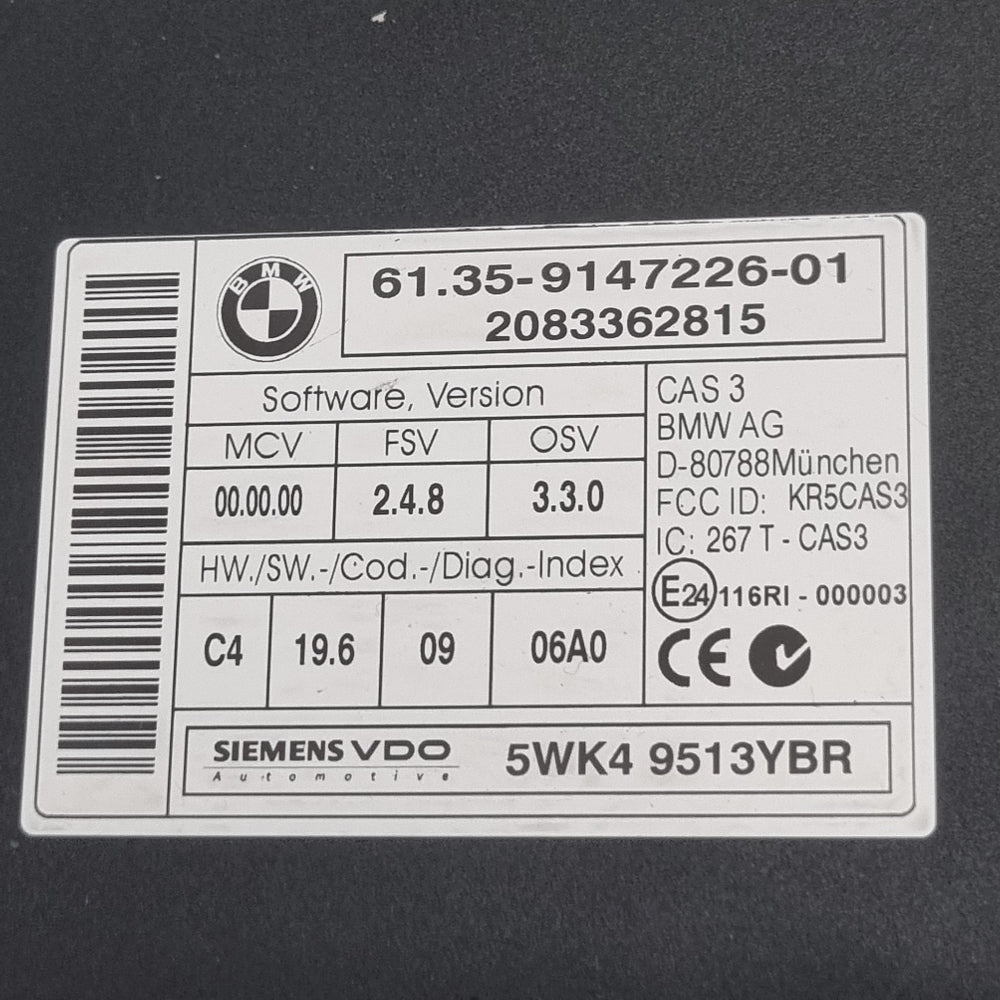 BMW
61.35-9147226-01
2083362815
Software, Version
MCV FSV OSV
00.00.00 2.4.8 3.3.0
HW./SW.-/Cod.-/Diag.-Index
C4 19.6 09 06A0
CAS 3
BMW AG
D-80788München
FCC ID: KR5CAS3
IC: 267 T - CAS3
E24 116RI - 000003
CE
SIEMENS VDO
Automotive
5WK4 9513YBR